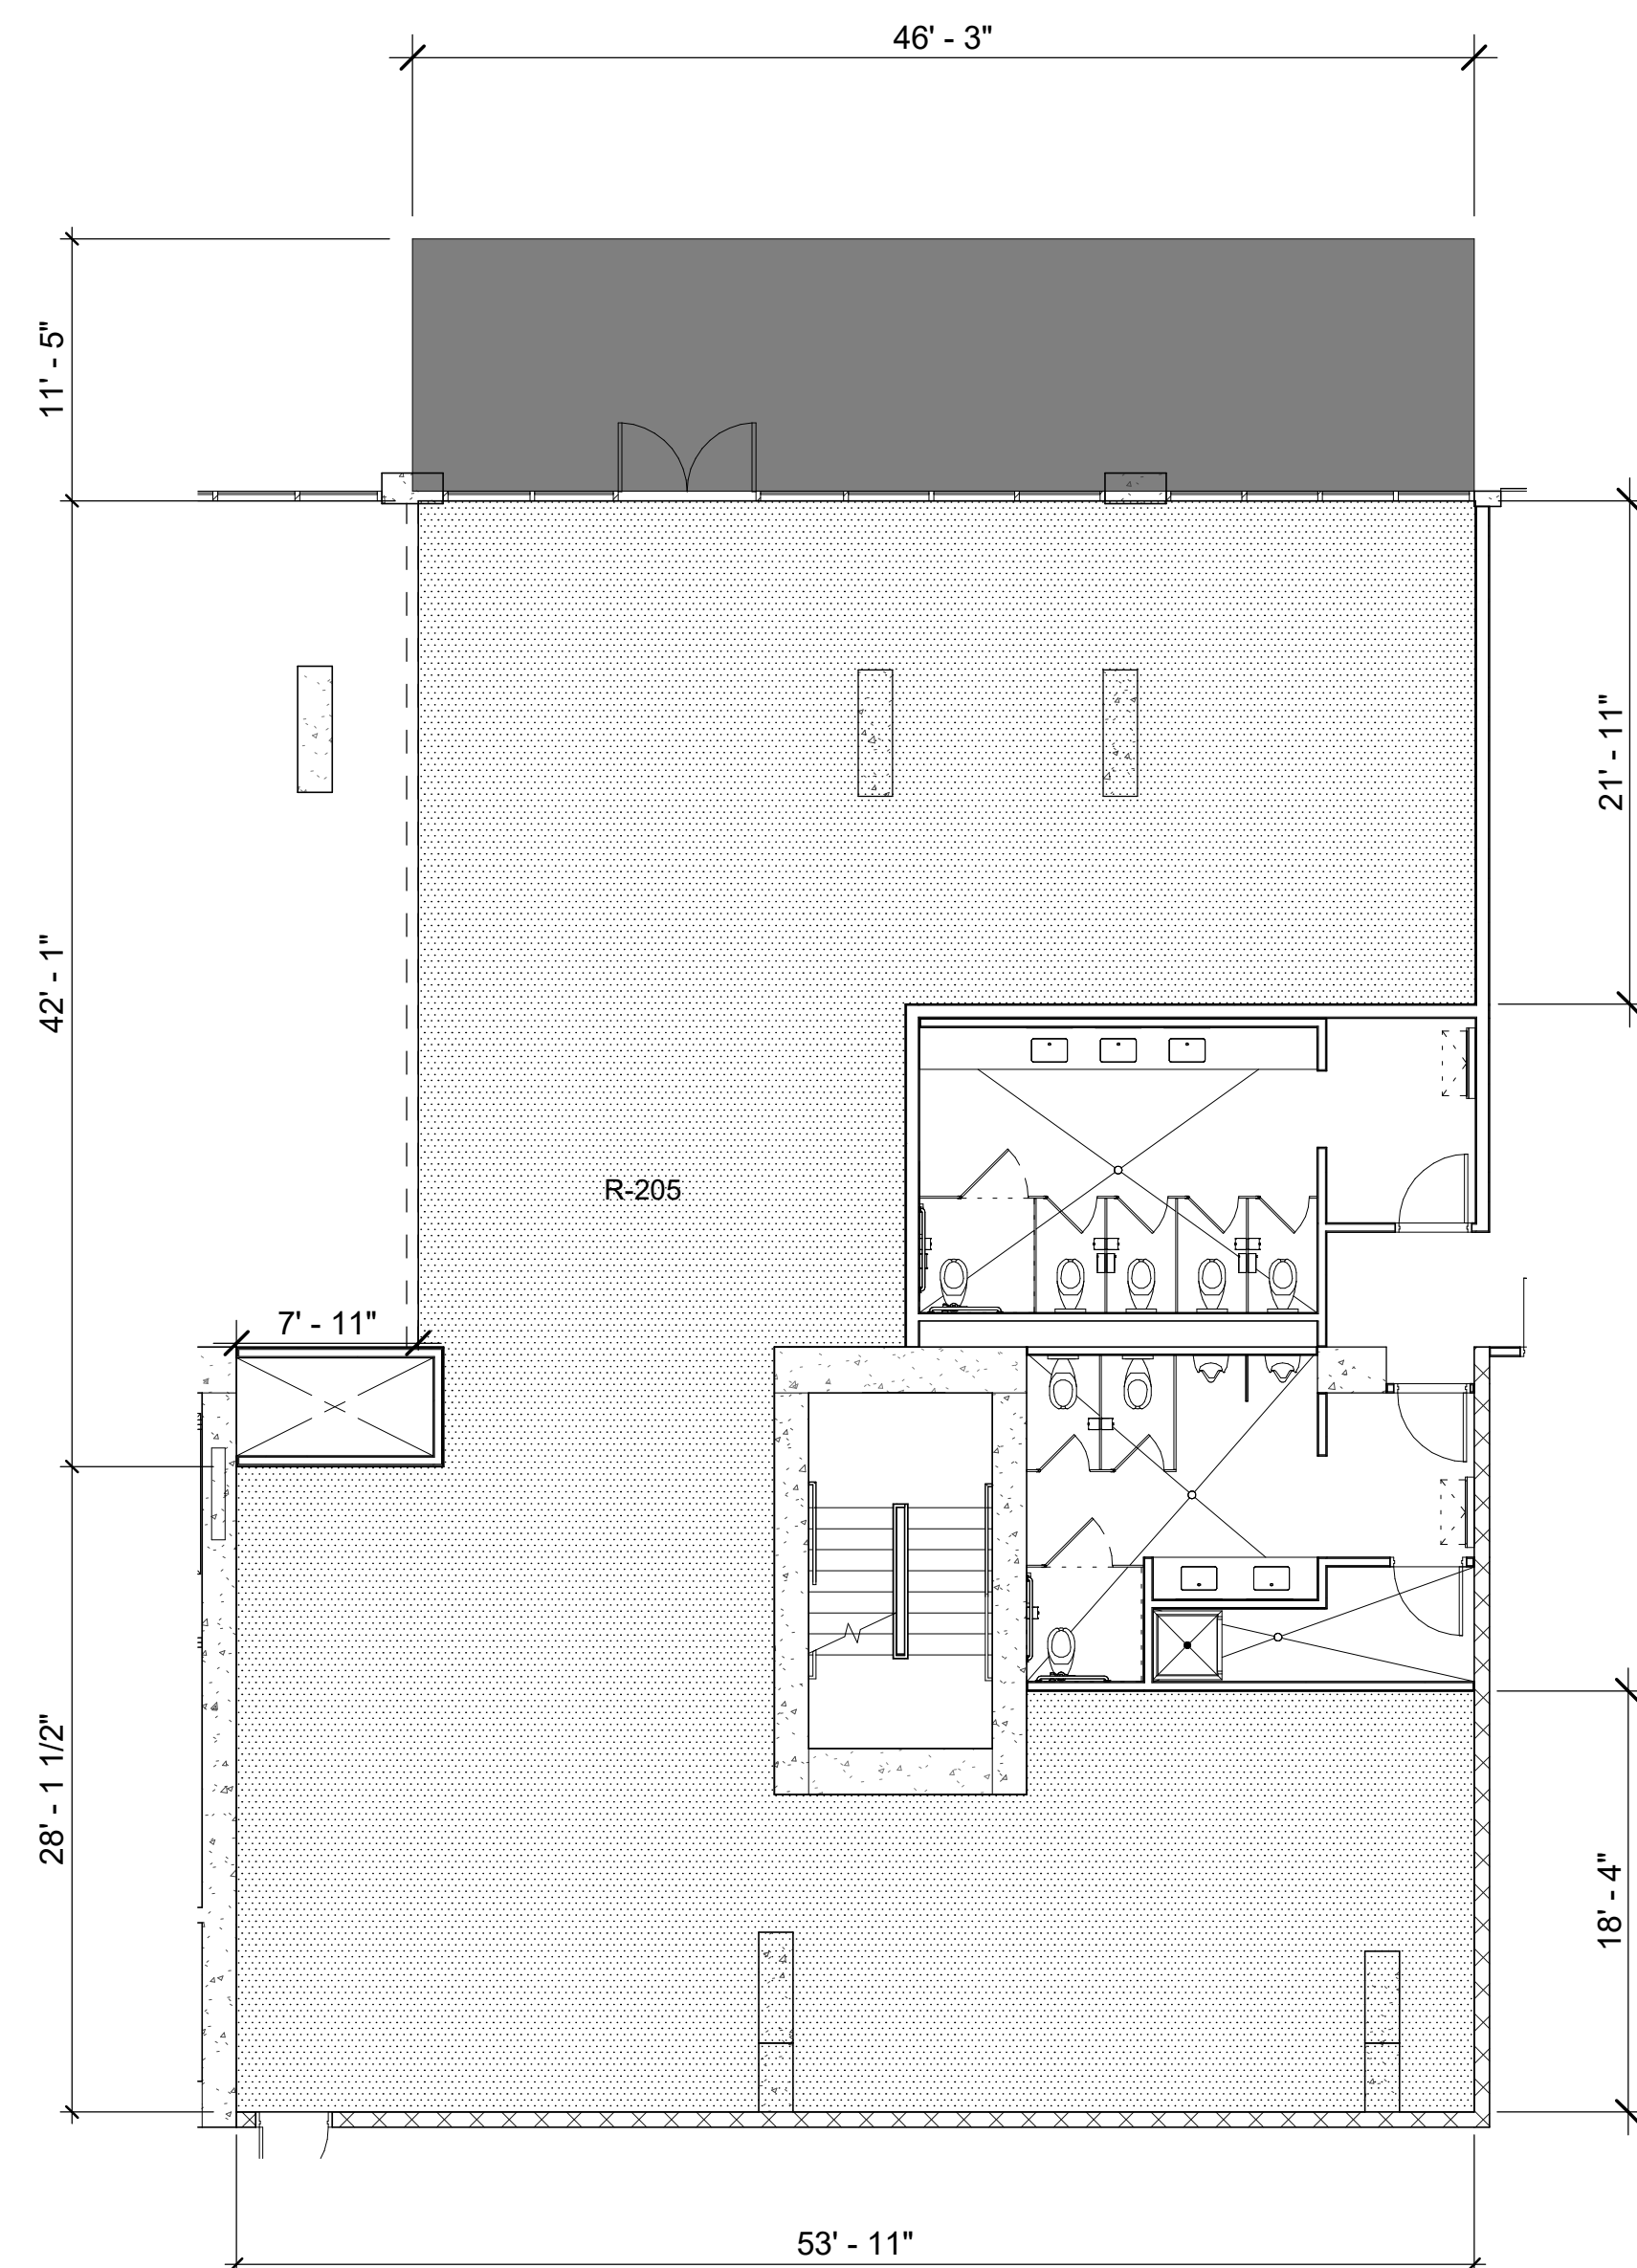 46' - 3"
11' - 5"
42' - 1"
21' - 11"
R-205
7' - 11"
28' - 1 1/2"
18' - 4"
53' - 11"